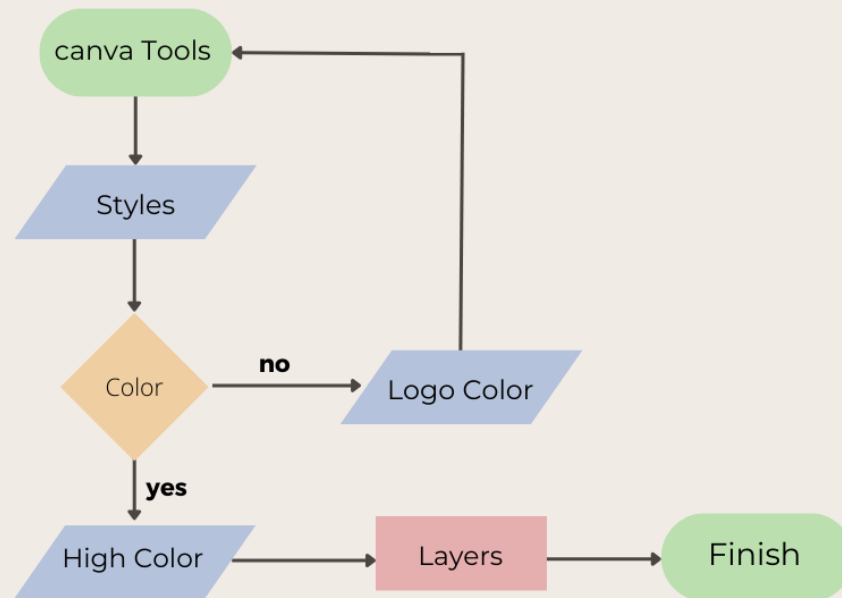 canva Tools
Styles
Color
no
Logo Color
yes
High Color
Layers
Finish